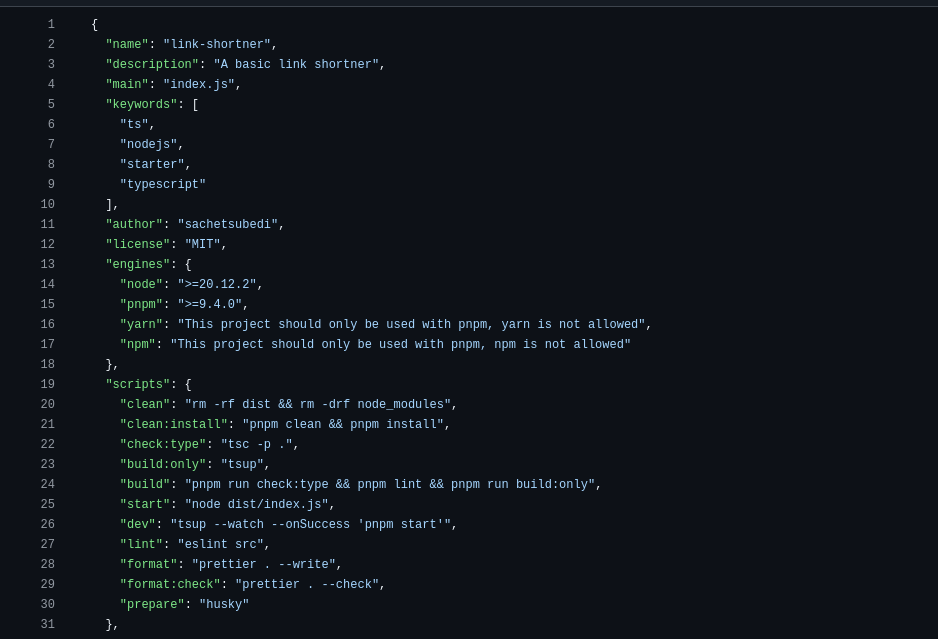 1 {
2 "name": "link-shortner",
3 "description": "A basic link shortner",
4 "main": "index.js",
5 "keywords": [
6 "ts",
7 "nodejs",
8 "starter",
9 "typescript"
10 ],
11 "author": "sachetsubedi",
12 "license": "MIT",
13 "engines": {
14 "node": ">=20.12.2",
15 "pnpm": ">=9.4.0",
16 "yarn": "This project should only be used with pnpm, yarn is not allowed",
17 "npm": "This project should only be used with pnpm, npm is not allowed"
18 },
19 "scripts": {
20 "clean": "rm -rf dist && rm -drf node_modules",
21 "clean:install": "pnpm clean && pnpm install",
22 "check:type": "tsc -p .",
23 "build:only": "tsup",
24 "build": "pnpm run check:type && pnpm lint && pnpm run build:only",
25 "start": "node dist/index.js",
26 "dev": "tsup --watch --onSuccess 'pnpm start'",
27 "lint": "eslint src",
28 "format": "prettier . --write",
29 "format:check": "prettier . --check",
30 "prepare": "husky"
31 },